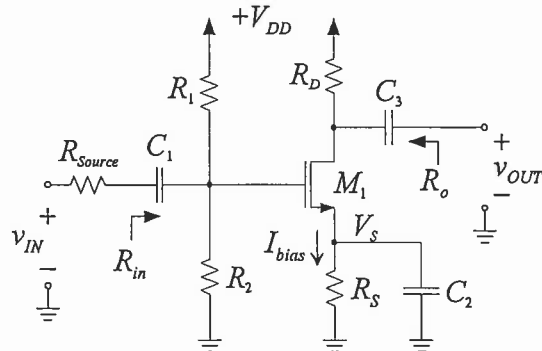 +V_DD
R_1
R_D
C_3
R_Source
C_1
+
v_OUT
−
R_o
M_1
+
v_IN
−
R_in
R_2
I_bias
V_S
R_S
C_2